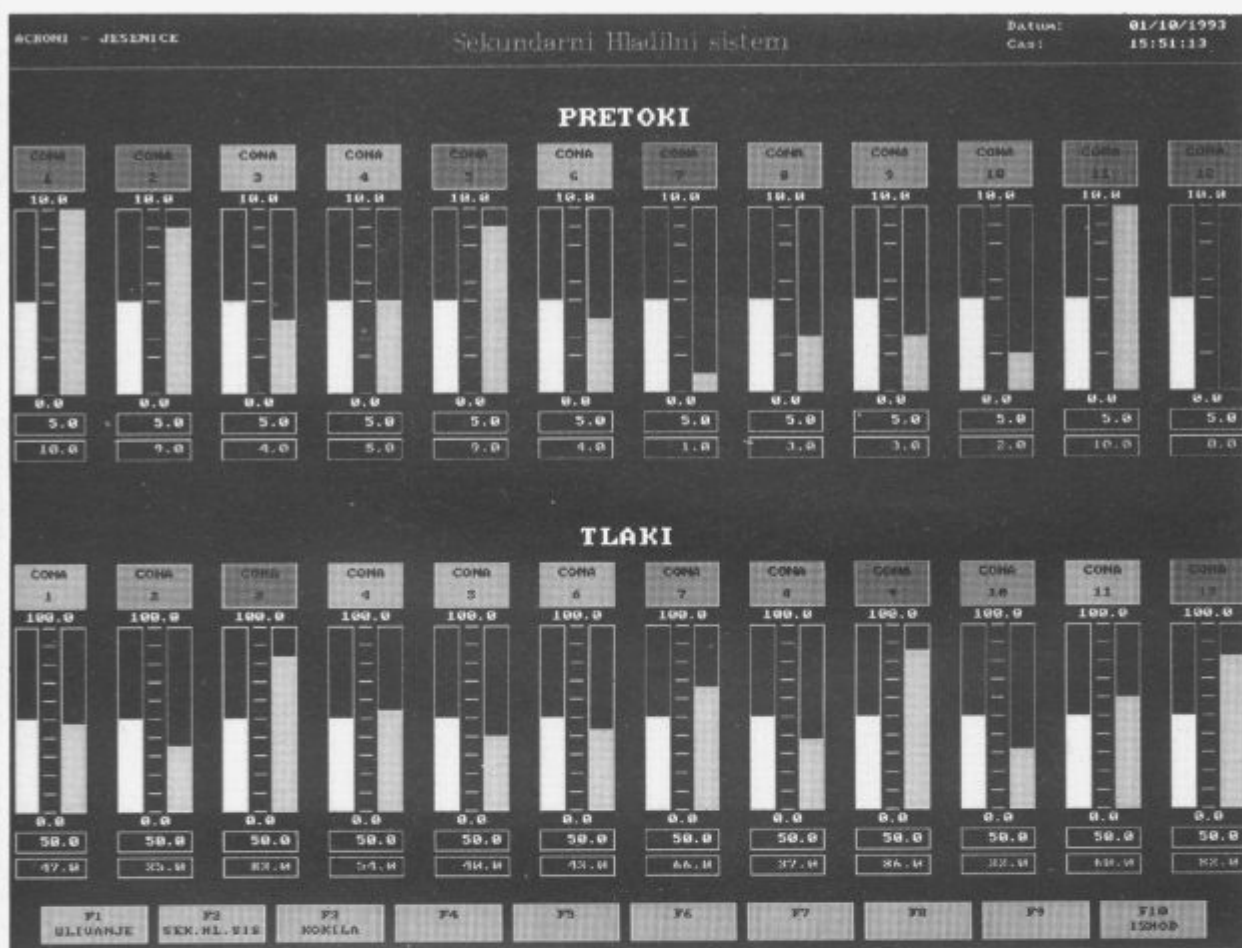 ACRONI - JESENICE Sekundarni Hladilni sistem Datum: 01/10/1993
Cas: 15:51:13
PRETOKI
CONA CONA CONA CONA CONA CONA CONA CONA CONA CONA CONA CONA
1 2 3 4 5 6 7 8 9 10 11 12
10.0 10.0 10.0 10.0 10.0 10.0 10.0 10.0 10.0 10.0 10.0 10.0
0.0 0.0 0.0 0.0 0.0 0.0 0.0 0.0 0.0 0.0 0.0 0.0
5.0 5.0 5.0 5.0 5.0 5.0 5.0 5.0 5.0 5.0 5.0 5.0
10.0 9.0 4.0 5.0 9.0 4.0 1.0 3.0 3.0 2.0 10.0 0.0
TLAKI
CONA CONA CONA CONA CONA CONA CONA CONA CONA CONA CONA
1 2 3 4 5 6 7 8 9 10 11 12
100.0 100.0 100.0 100.0 100.0 100.0 100.0 100.0 100.0 100.0 100.0 100.0
0.0 0.0 0.0 0.0 0.0 0.0 0.0 0.0 0.0 0.0 0.0 0.0
50.0 50.0 50.0 50.0 50.0 50.0 50.0 50.0 50.0 50.0 50.0 50.0
47.0 35.0 83.0 54.0 40.0 43.0 66.0 37.0 86.0 60.0
F1 F2 F3 F4 F5 F6 F7 F8 F9 F10
ULIVANJE SEK.HL.SIS KOKILA IZHOD